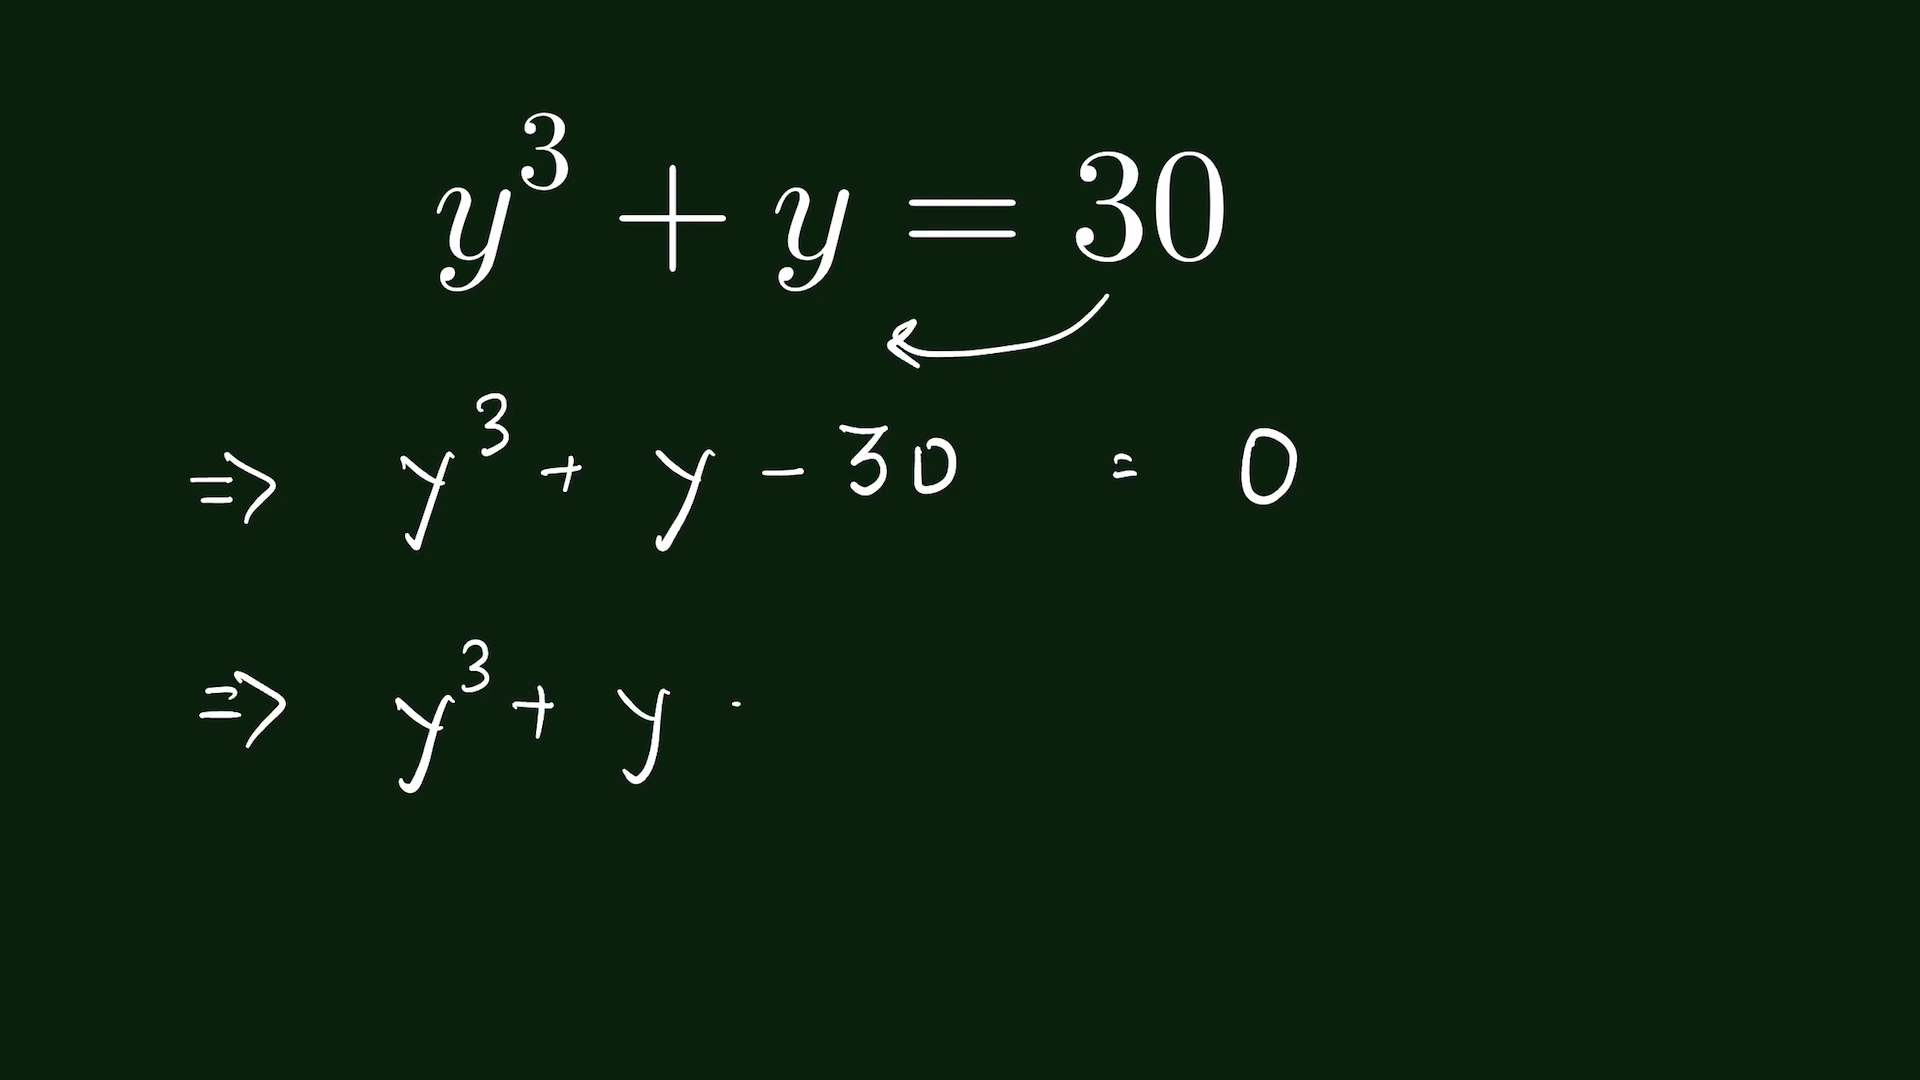 y³ + y = 30
⇒ y³ + y - 30 = 0
⇒ y³ + y